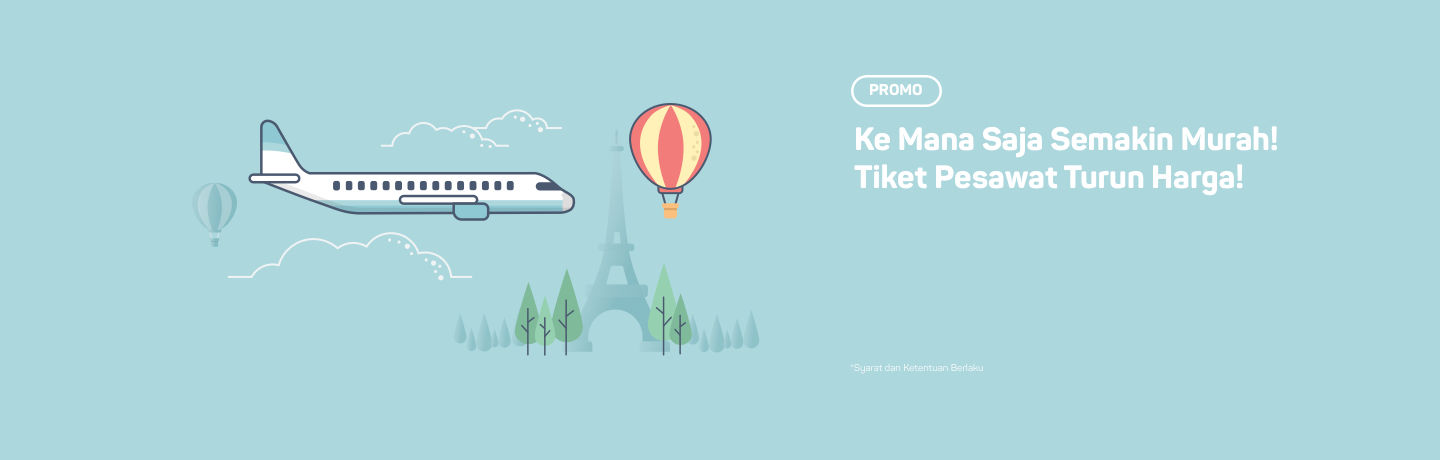 PROMO
Ke Mana Saja Semakin Murah!
Tiket Pesawat Turun Harga!
*Syarat dan Ketentuan Berlaku